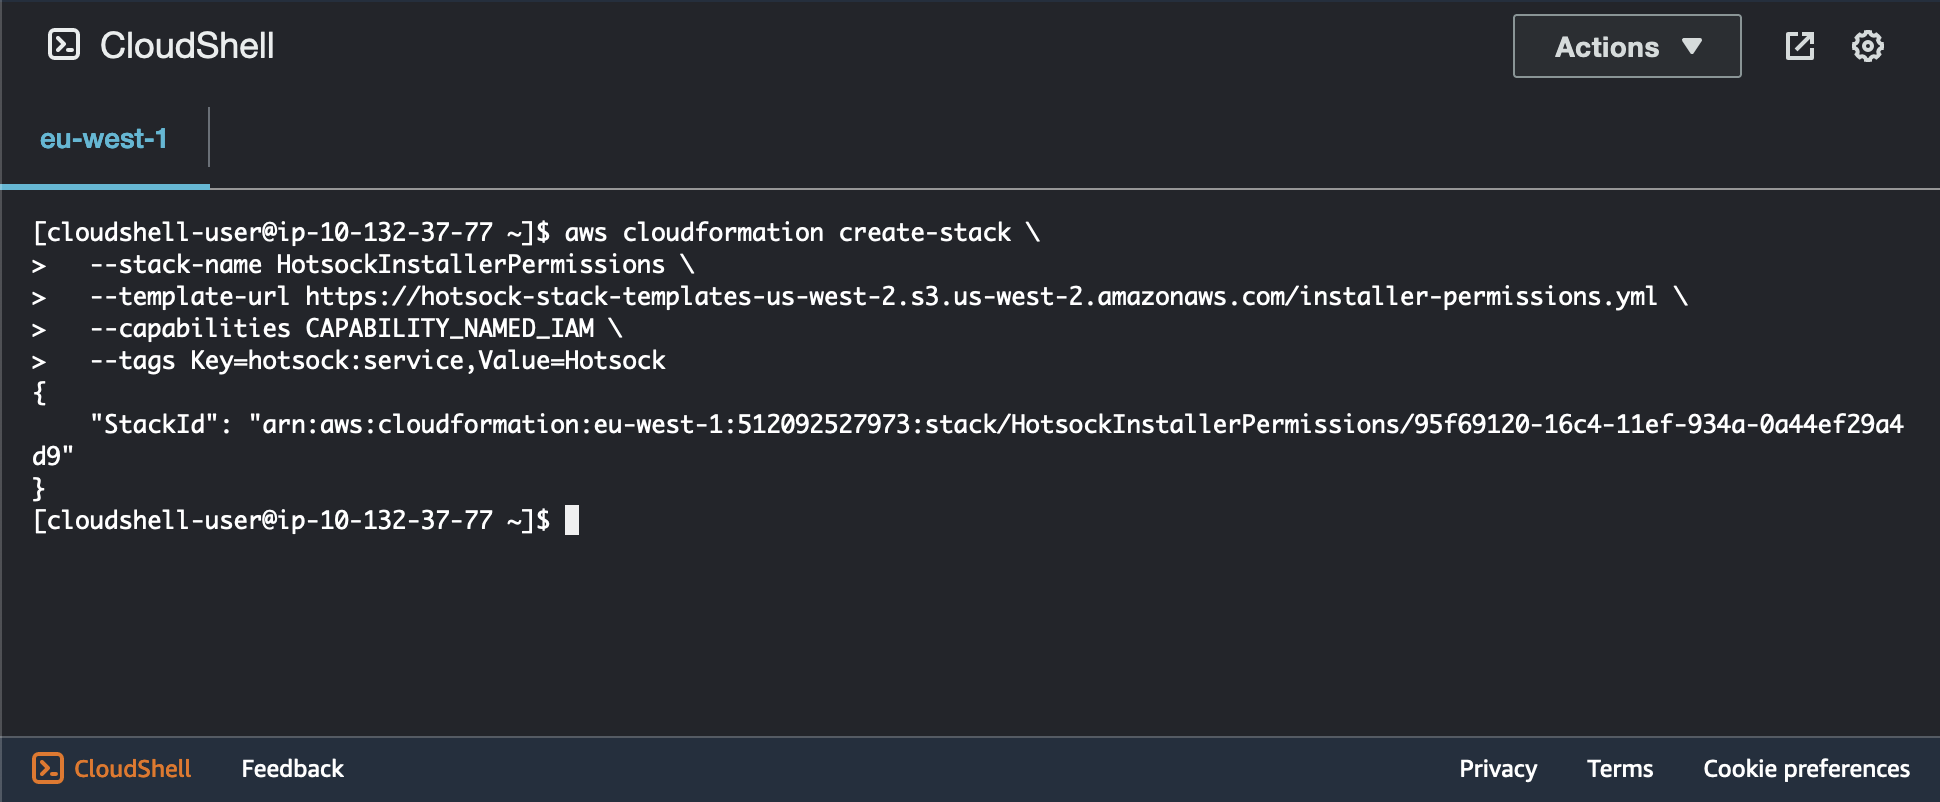 CloudShell
Actions ▼
eu-west-1
[cloudshell-user@ip-10-132-37-77 ~]$ aws cloudformation create-stack \
>   --stack-name HotsockInstallerPermissions \
>   --template-url https://hotsock-stack-templates-us-west-2.s3.us-west-2.amazonaws.com/installer-permissions.yml \
>   --capabilities CAPABILITY_NAMED_IAM \
>   --tags Key=hotsock:service,Value=Hotsock
{
    "StackId": "arn:aws:cloudformation:eu-west-1:512092527973:stack/HotsockInstallerPermissions/95f69120-16c4-11ef-934a-0a44ef29a4
d9"
}
[cloudshell-user@ip-10-132-37-77 ~]$
CloudShell Feedback Privacy Terms Cookie preferences